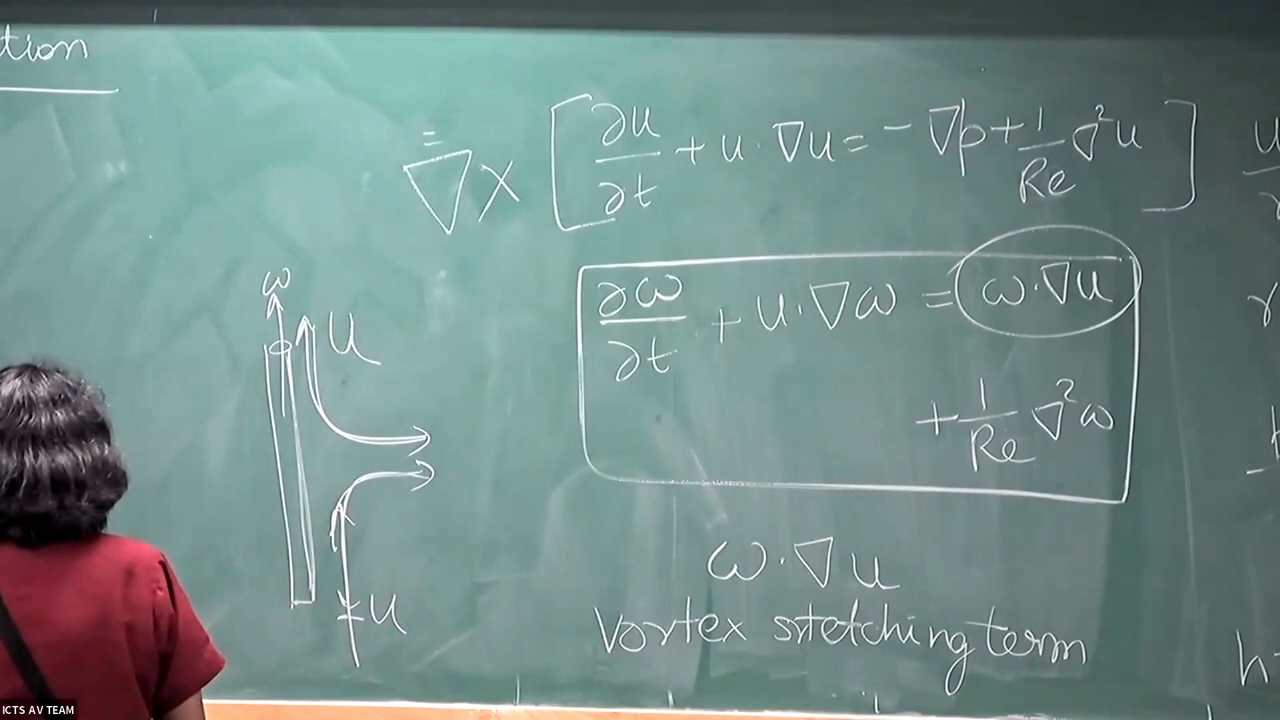 tion
∇ × [ ∂u/∂t + u · ∇u = - ∇p + 1/Re ∇²u ]
∂ω/∂t + u · ∇ω = ω · ∇u
+ 1/Re ∇²ω
ω
u
u
ω · ∇u
Vortex stretching term
ICTS AV TEAM